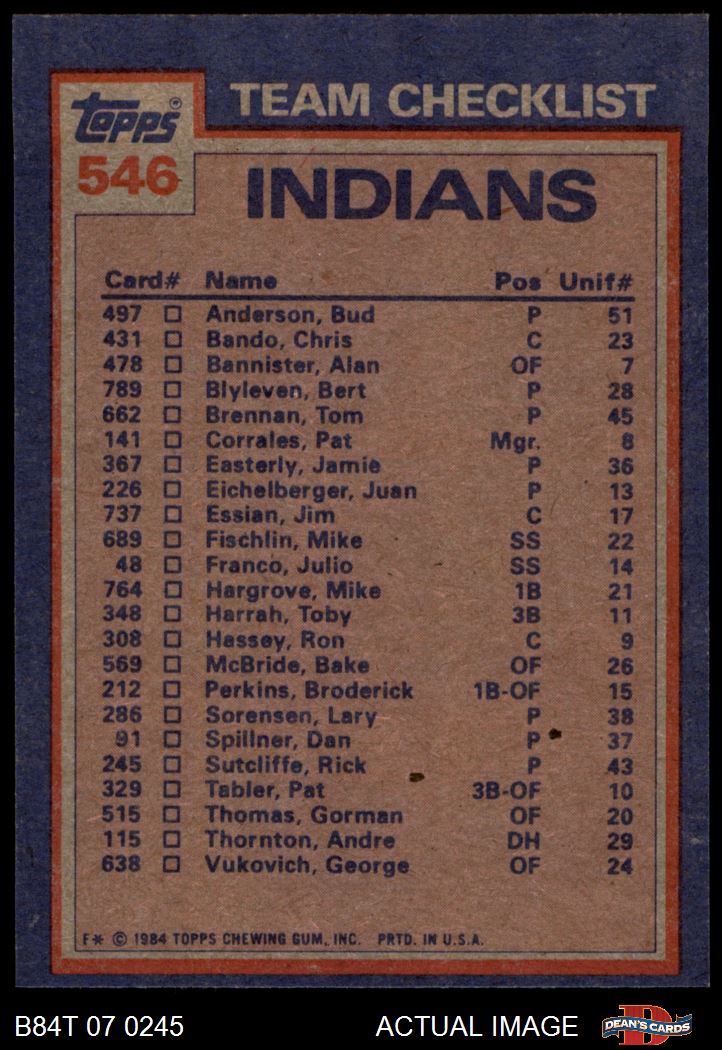 Topps® TEAM CHECKLIST
546
INDIANS
Card# Name Pos Unif#
497 Anderson, Bud P 51
431 Bando, Chris C 23
478 Bannister, Alan OF 7
789 Blyleven, Bert P 28
662 Brennan, Tom P 45
141 Corrales, Pat Mgr. 8
367 Easterly, Jamie P 36
226 Eichelberger, Juan P 13
737 Essian, Jim C 17
689 Fischlin, Mike SS 22
48 Franco, Julio SS 14
764 Hargrove, Mike 1B 21
348 Harrah, Toby 3B 11
308 Hassey, Ron C 9
569 McBride, Bake OF 26
212 Perkins, Broderick 1B-OF 15
286 Sorensen, Lary P 38
91 Spillner, Dan P 37
245 Sutcliffe, Rick P 43
329 Tabler, Pat 3B-OF 10
515 Thomas, Gorman OF 20
115 Thornton, Andre DH 29
638 Vukovich, George OF 24
F* © 1984 TOPPS CHEWING GUM, INC. PRTD. IN U.S.A.
B84T 07 0245 ACTUAL IMAGE D DEAN'S CARDS